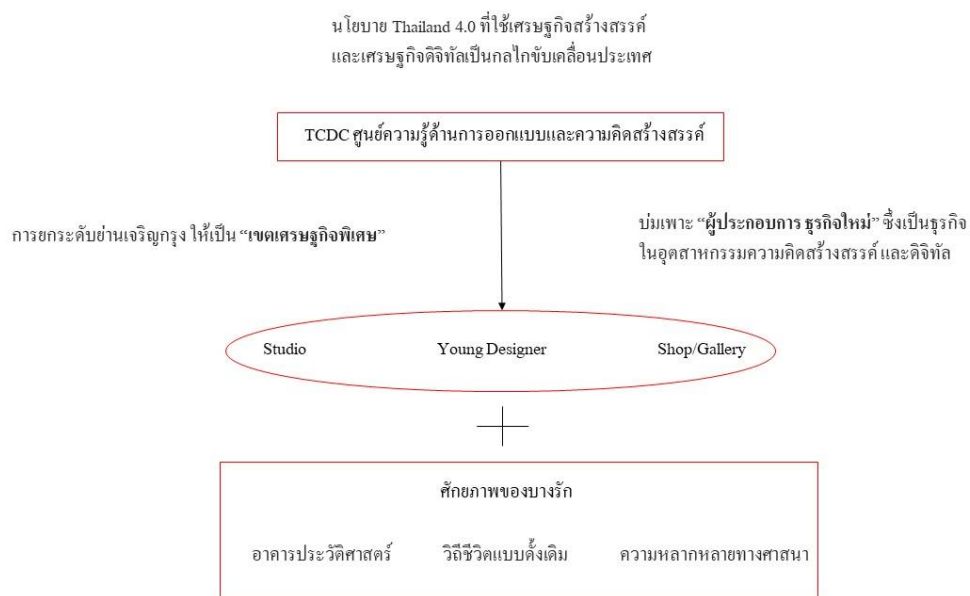 นโยบาย Thailand 4.0 ที่ใช้เศรษฐกิจสร้างสรรค์
และเศรษฐกิจดิจิทัลเป็นกลไกขับเคลื่อนประเทศ
TCDC ศูนย์ความรู้ด้านการออกแบบและความคิดสร้างสรรค์
การยกระดับย่านเจริญกรุง ให้เป็น “เขตเศรษฐกิจพิเศษ”
บ่มเพาะ “ผู้ประกอบการ ธุรกิจใหม่” ซึ่งเป็นธุรกิจ
ในอุตสาหกรรมความคิดสร้างสรรค์ และดิจิทัล
Studio Young Designer Shop/Gallery
ศักยภาพของบางรัก
อาคารประวัติศาสตร์ วิถีชีวิตแบบดั้งเดิม ความหลากหลายทางศาสนา